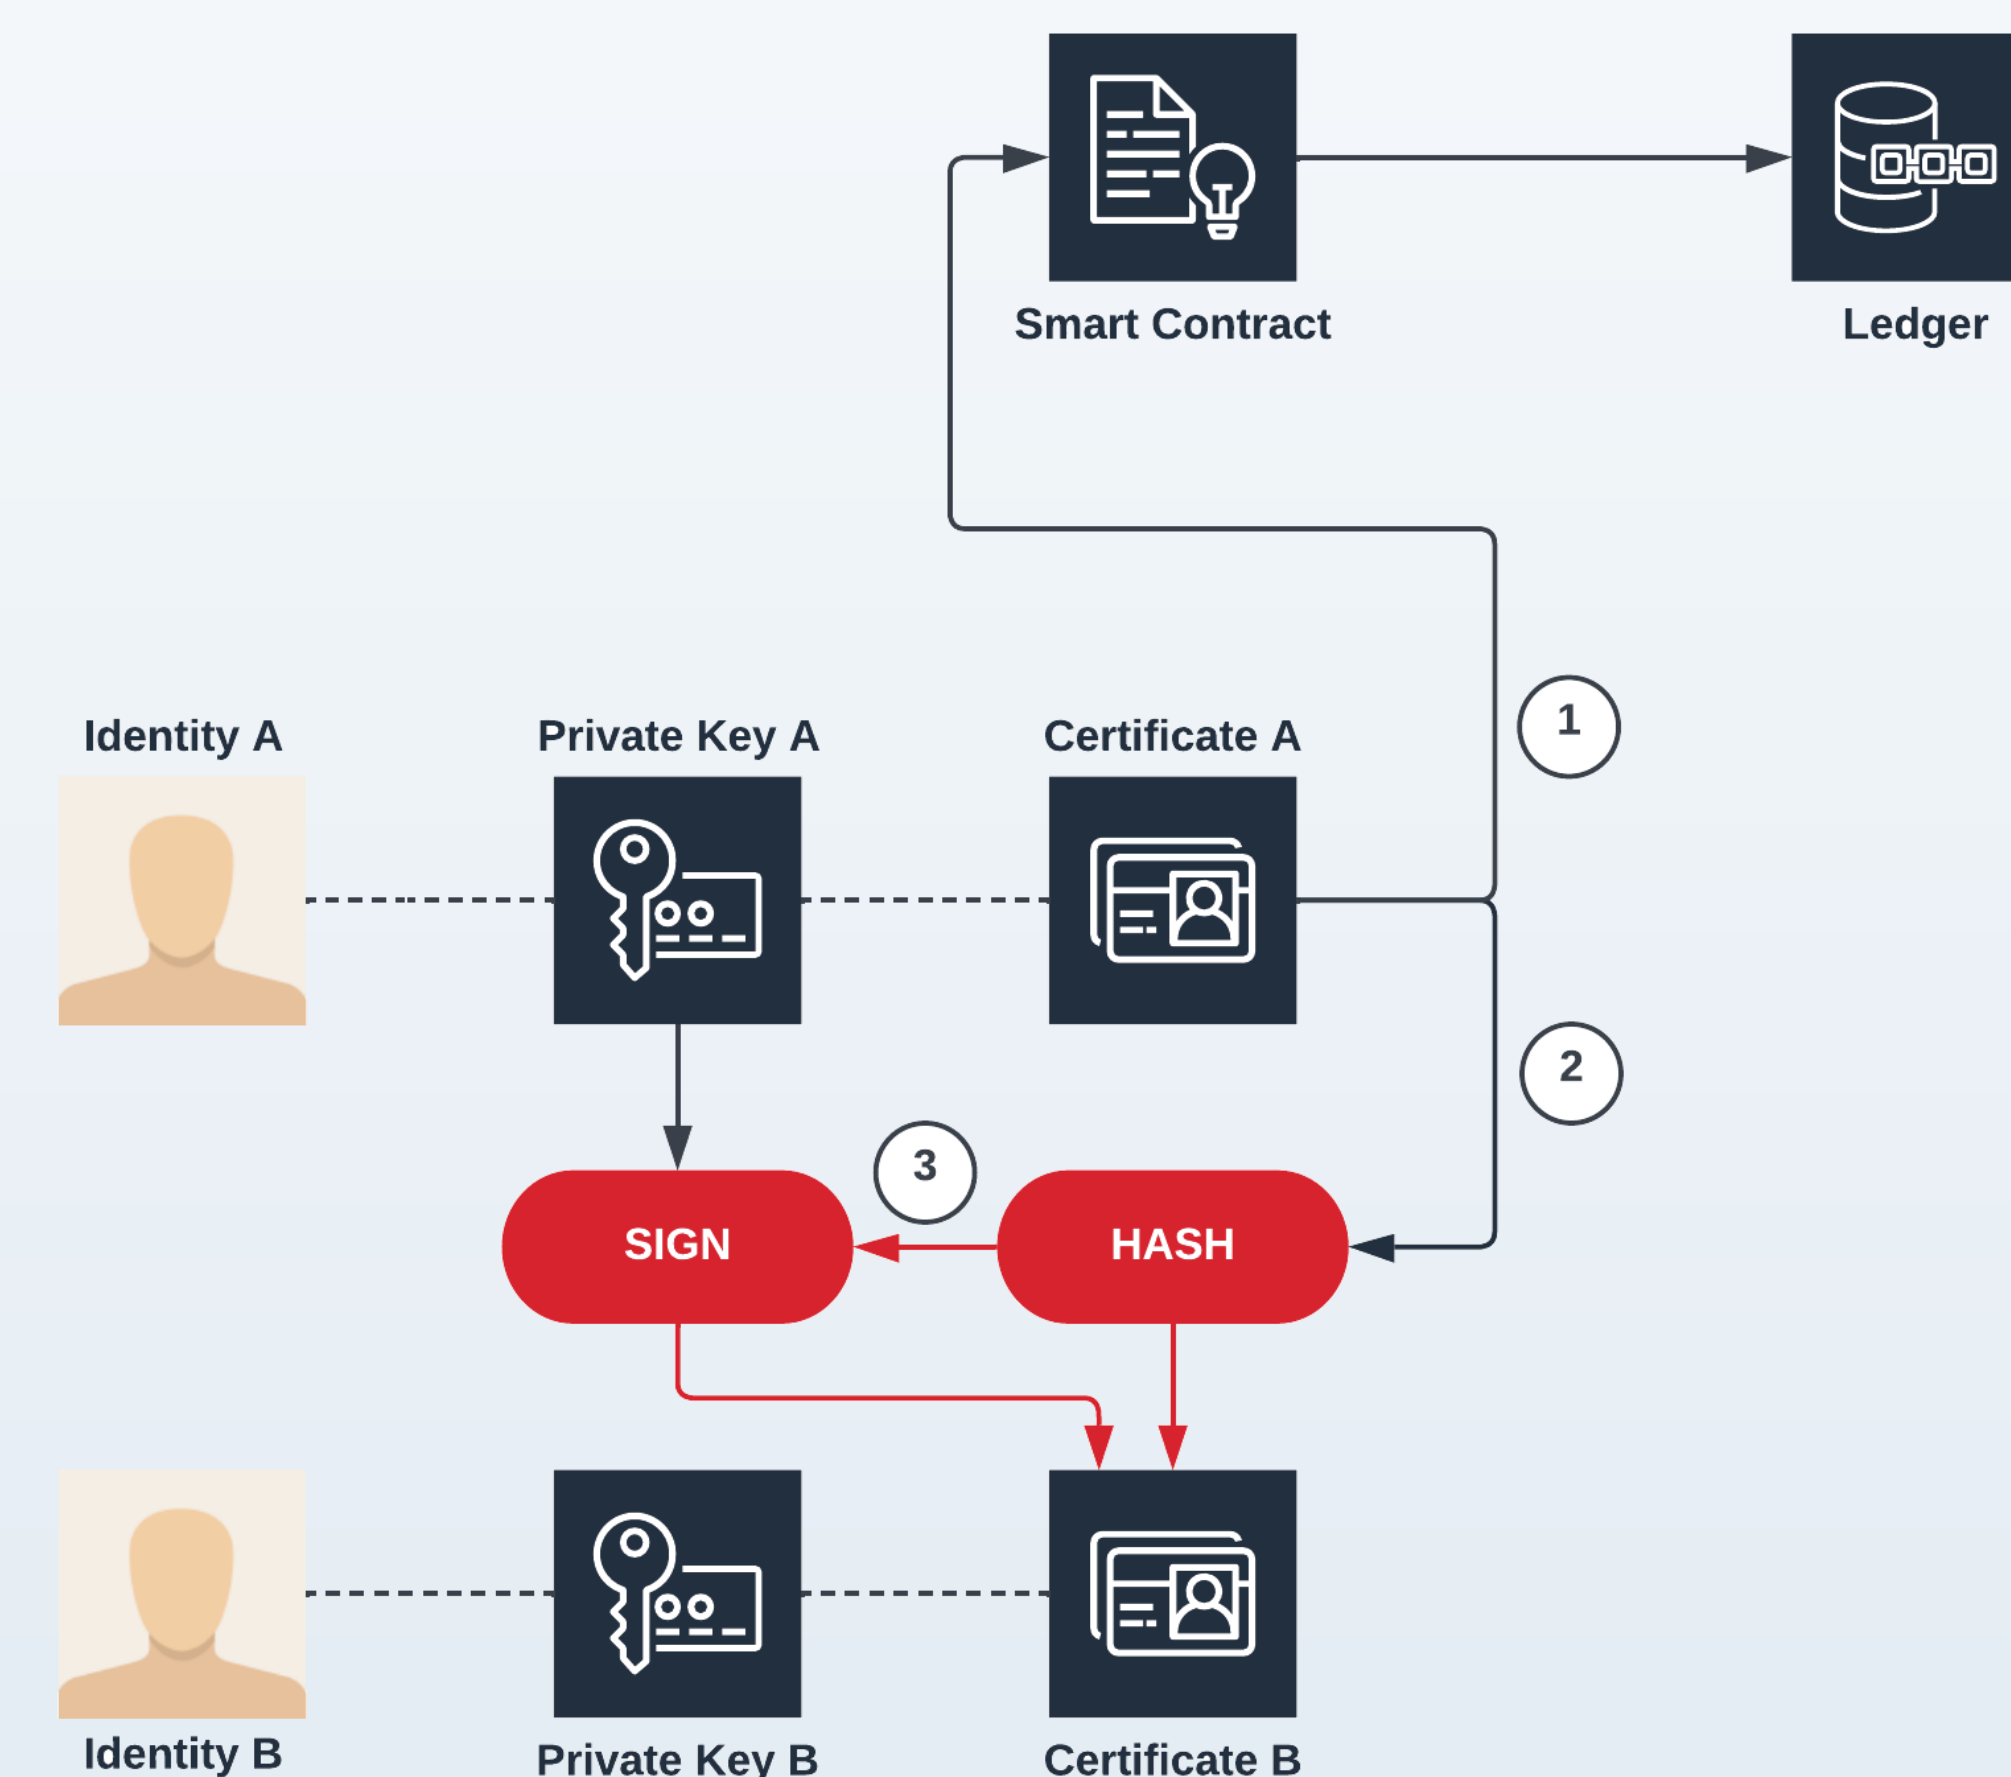 Smart Contract
Ledger
1
Identity A
Private Key A
Certificate A
2
3
SIGN
HASH
Identity B
Private Key B
Certificate B